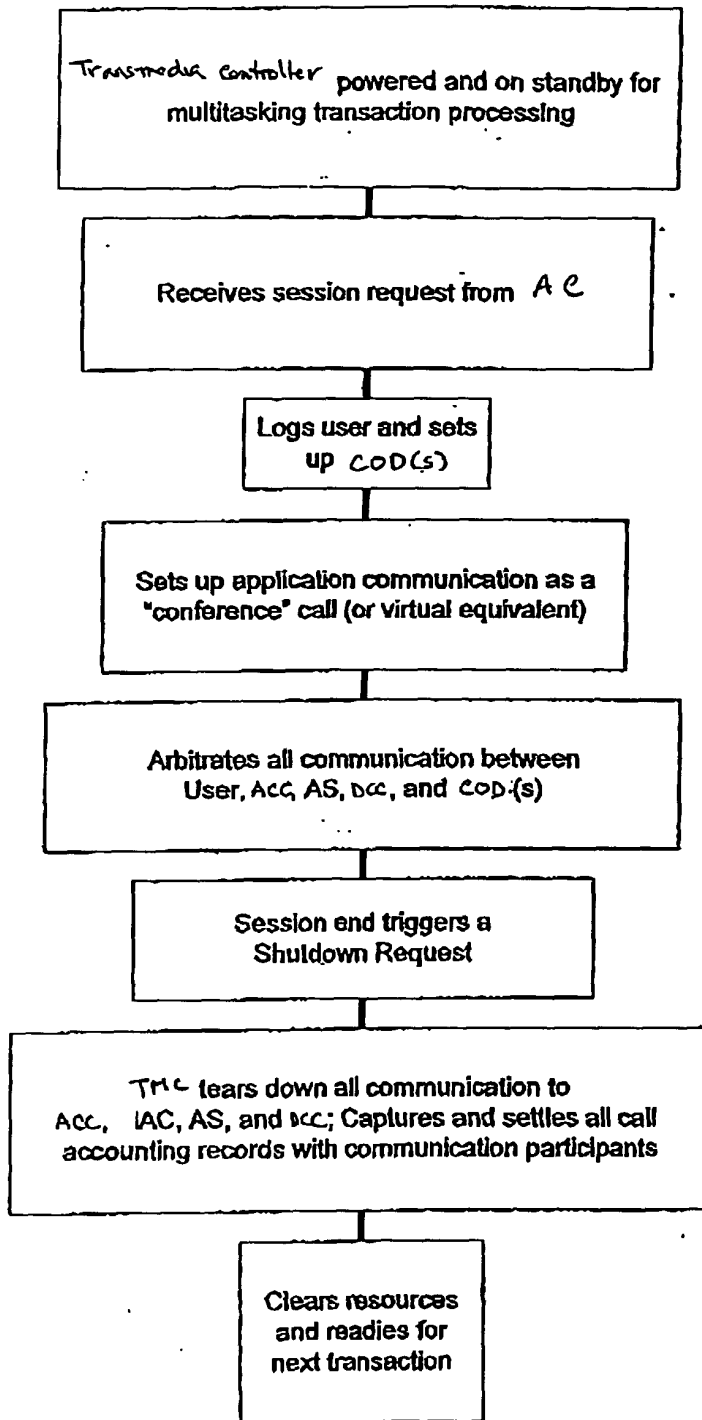 Transmedia Controller powered and on standby for
multitasking transaction processing
Receives session request from AC
Logs user and sets
up COD(s)
Sets up application communication as a
"conference" call (or virtual equivalent)
Arbitrates all communication between
User, ACC, AS, DCC, and COD(s)
Session end triggers a
Shutdown Request
TMC tears down all communication to
ACC, IAC, AS, and DCC; Captures and settles all call
accounting records with communication participants
Clears resources
and readies for
next transaction